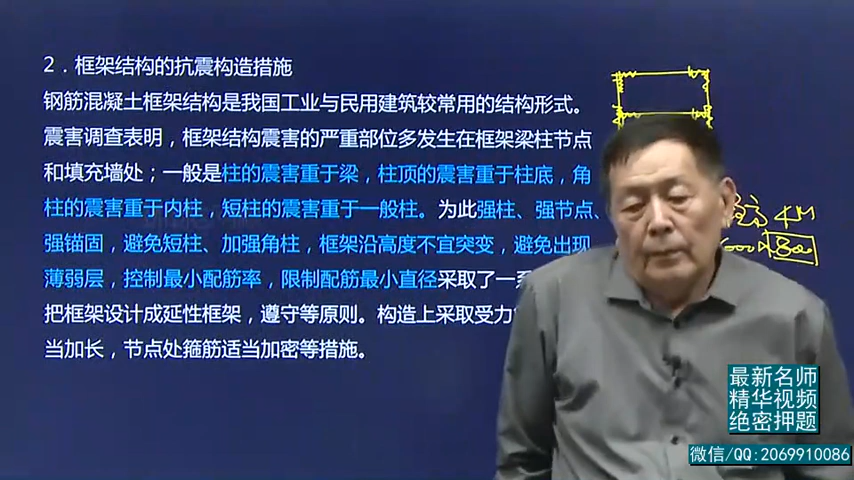 2．框架结构的抗震构造措施
钢筋混凝土框架结构是我国工业与民用建筑较常用的结构形式。
震害调查表明，框架结构震害的严重部位多发生在框架梁柱节点
和填充墙处；一般是柱的震害重于梁，柱顶的震害重于柱底，角
柱的震害重于内柱，短柱的震害重于一般柱。为此强柱、强节点、
强锚固，避免短柱、加强角柱，框架沿高度不宜突变，避免出现
薄弱层，控制最小配筋率，限制配筋最小直径采取了一系
把框架设计成延性框架，遵守等原则。构造上采取受力
当加长，节点处箍筋适当加密等措施。
4M
800
最新名师
精华视频
绝密押题
微信/QQ:2069910086